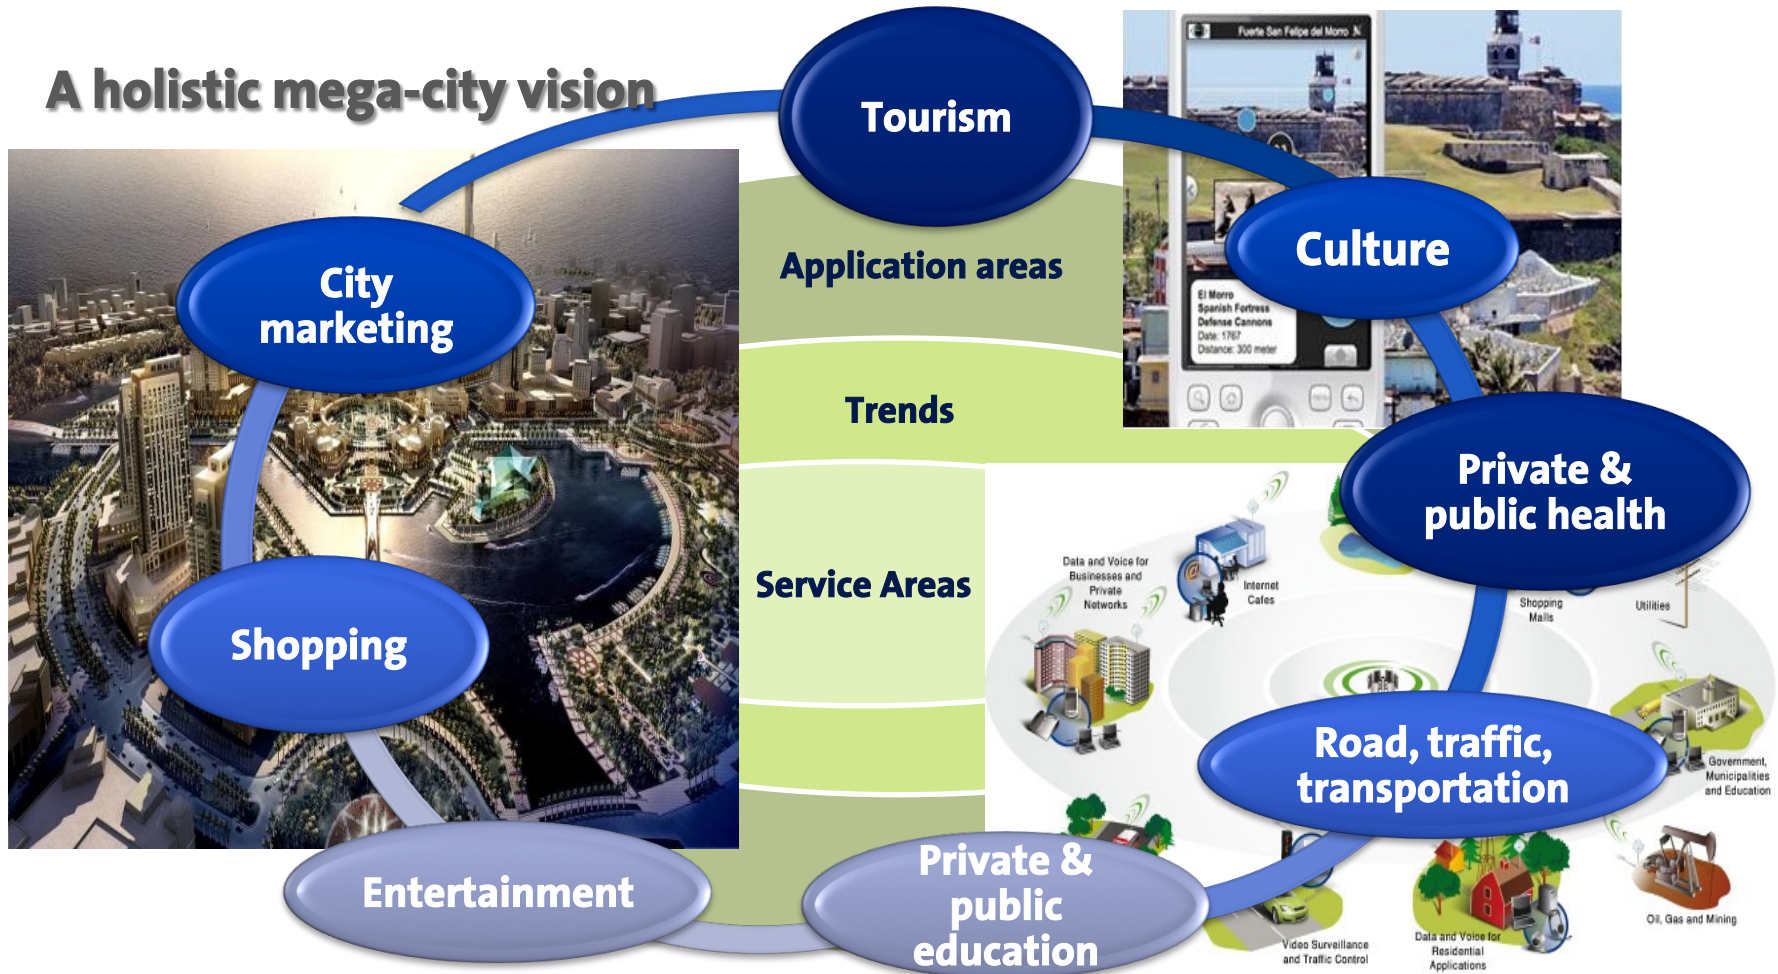 A holistic mega-city vision
Tourism
Fuerte San Felipe del Morro
Culture
City
marketing
Application areas
El Morro
Spanish Fortress
Defense Cannons
Date: 1767
Distance: 300 meter
Trends
Private &
public health
Service Areas
Data and Voice for
Businesses and
Private
Networks
Internet
Cafes
Shopping
Malls
Utilities
Shopping
Road, traffic,
transportation
Government,
Municipalities
and Education
Entertainment
Private &
public
education
Oil, Gas and Mining
Video Surveillance
and Traffic Control
Data and Voice for
Residential
Applications